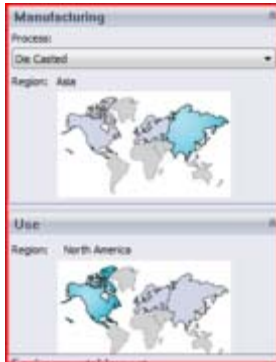 Manufacturing
Process:
Die Casted
Region: Asia
Use
Region: North America